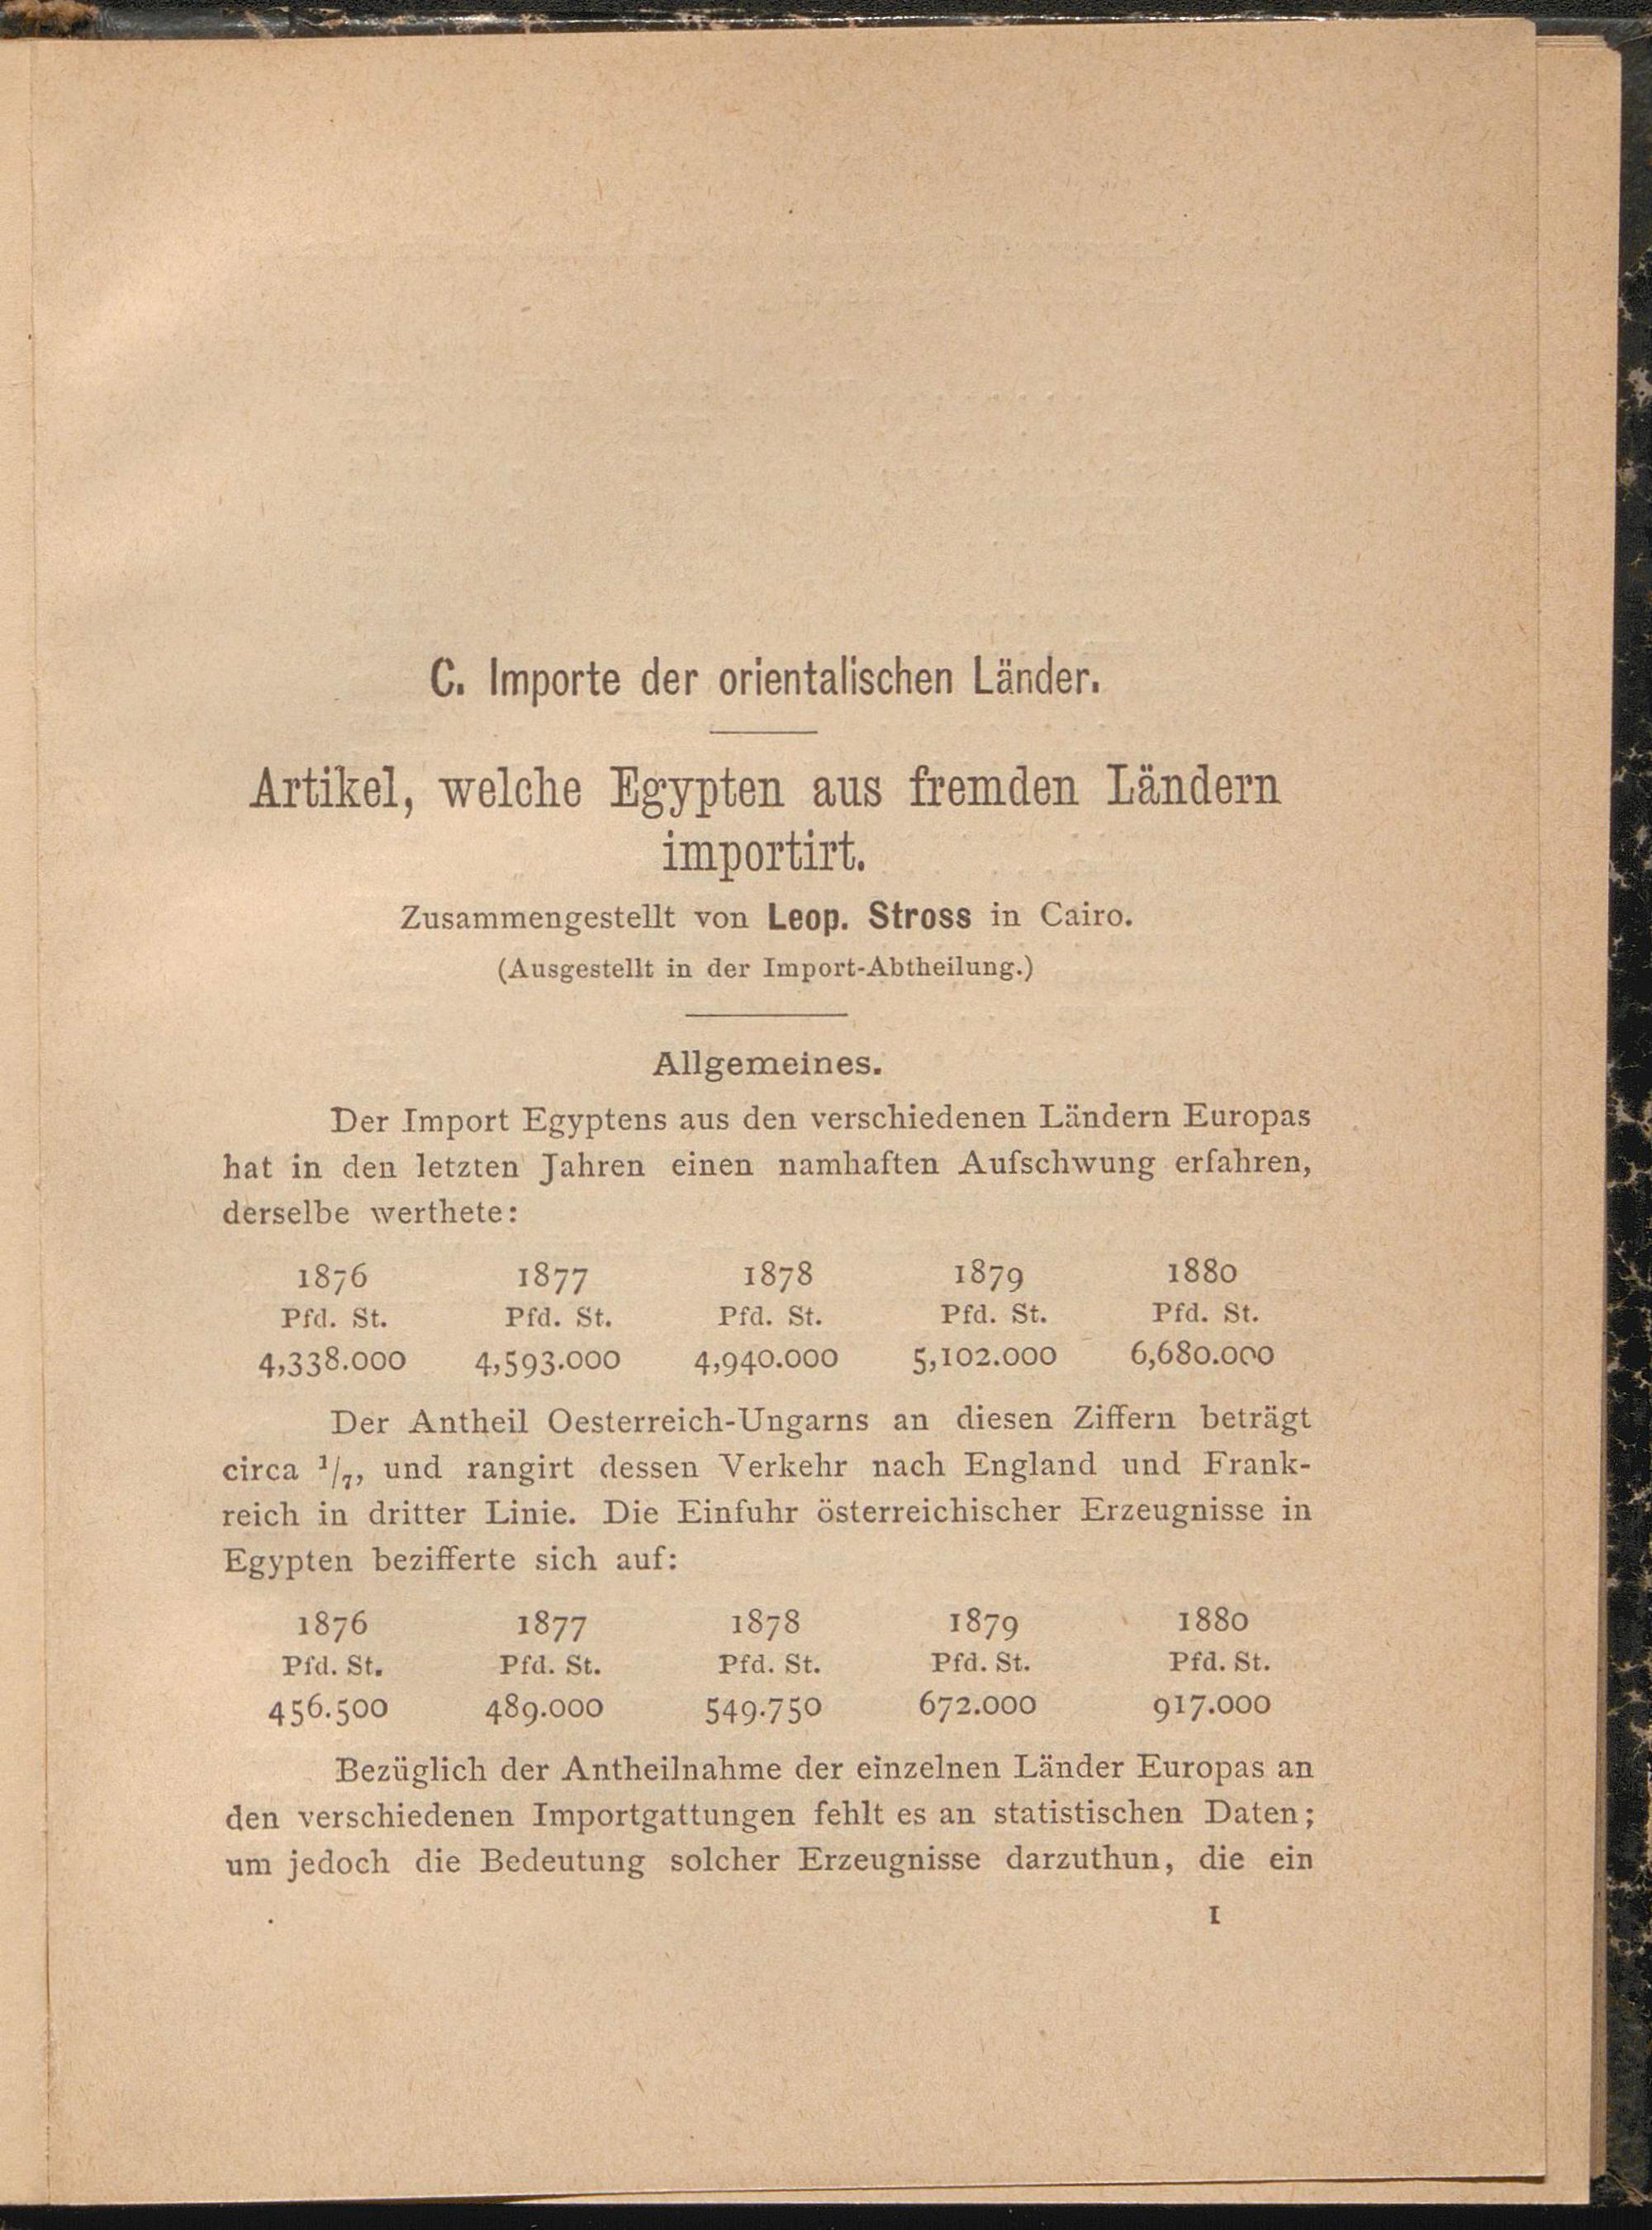 C. Importe der orientalischen Länder.
Artikel, welche Egypten aus fremden Ländern
importirt.
Zusammengestellt von Leop. Stross in Cairo.
(Ausgestellt in der Import-Abtheilung.)
Allgemeines.
Der Import Egyptens aus den verschiedenen Ländern Europas
hat in den letzten Jahren einen namhaften Aufschwung erfahren,
derselbe werthete:
1876 1877 1878 1879 1880
Pfd. St. Pfd. St. Pfd. St. Pfd. St. Pfd. St.
4,338.000 4,593.000 4,940.000 5,102.000 6,680.000
Der Antheil Oesterreich-Ungarns an diesen Ziffern beträgt
circa 1/7, und rangirt dessen Verkehr nach England und Frank-
reich in dritter Linie. Die Einfuhr österreichischer Erzeugnisse in
Egypten bezifferte sich auf:
1876 1877 1878 1879 1880
Pfd. St. Pfd. St. Pfd. St. Pfd. St. Pfd. St.
456.500 489.000 549.750 672.000 917.000
Bezüglich der Antheilnahme der einzelnen Länder Europas an
den verschiedenen Importgattungen fehlt es an statistischen Daten;
um jedoch die Bedeutung solcher Erzeugnisse darzuthun, die ein
1